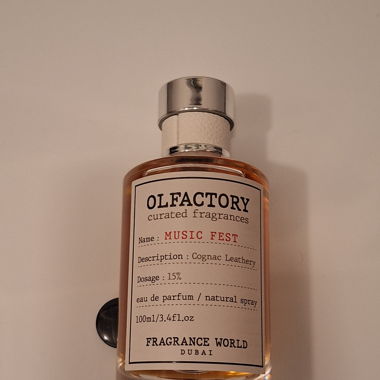 OLFACTORY
curated fragrances
Name : MUSIC FEST
Description : Cognac Leathery
Dosage : 15%
eau de parfum / natural spray
100ml/3.4fl.oz
FRAGRANCE WORLD
DUBAI